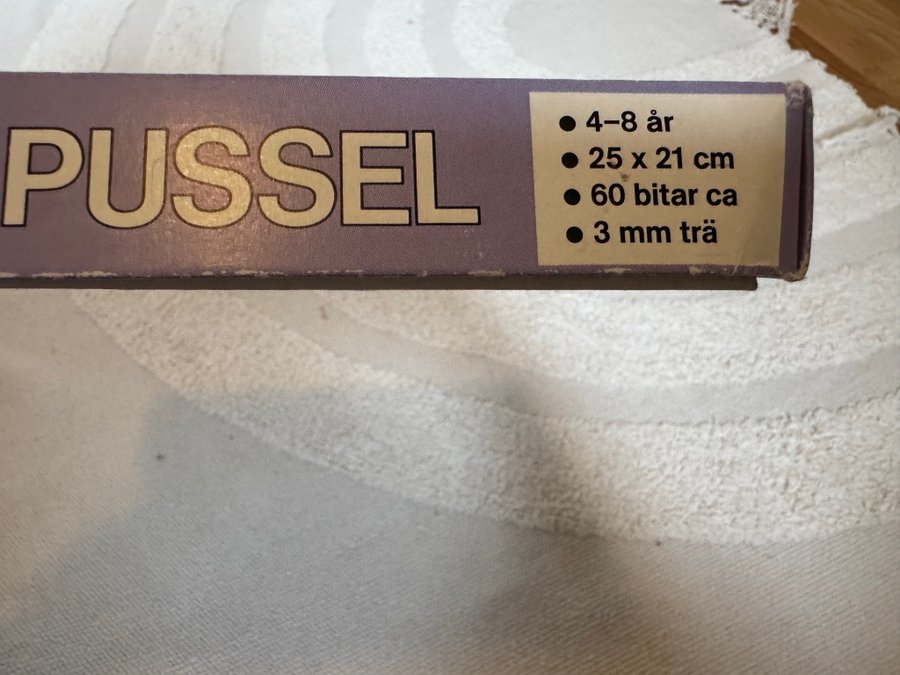 PUSSEL
● 4–8 år
● 25 x 21 cm
● 60 bitar ca
● 3 mm trä